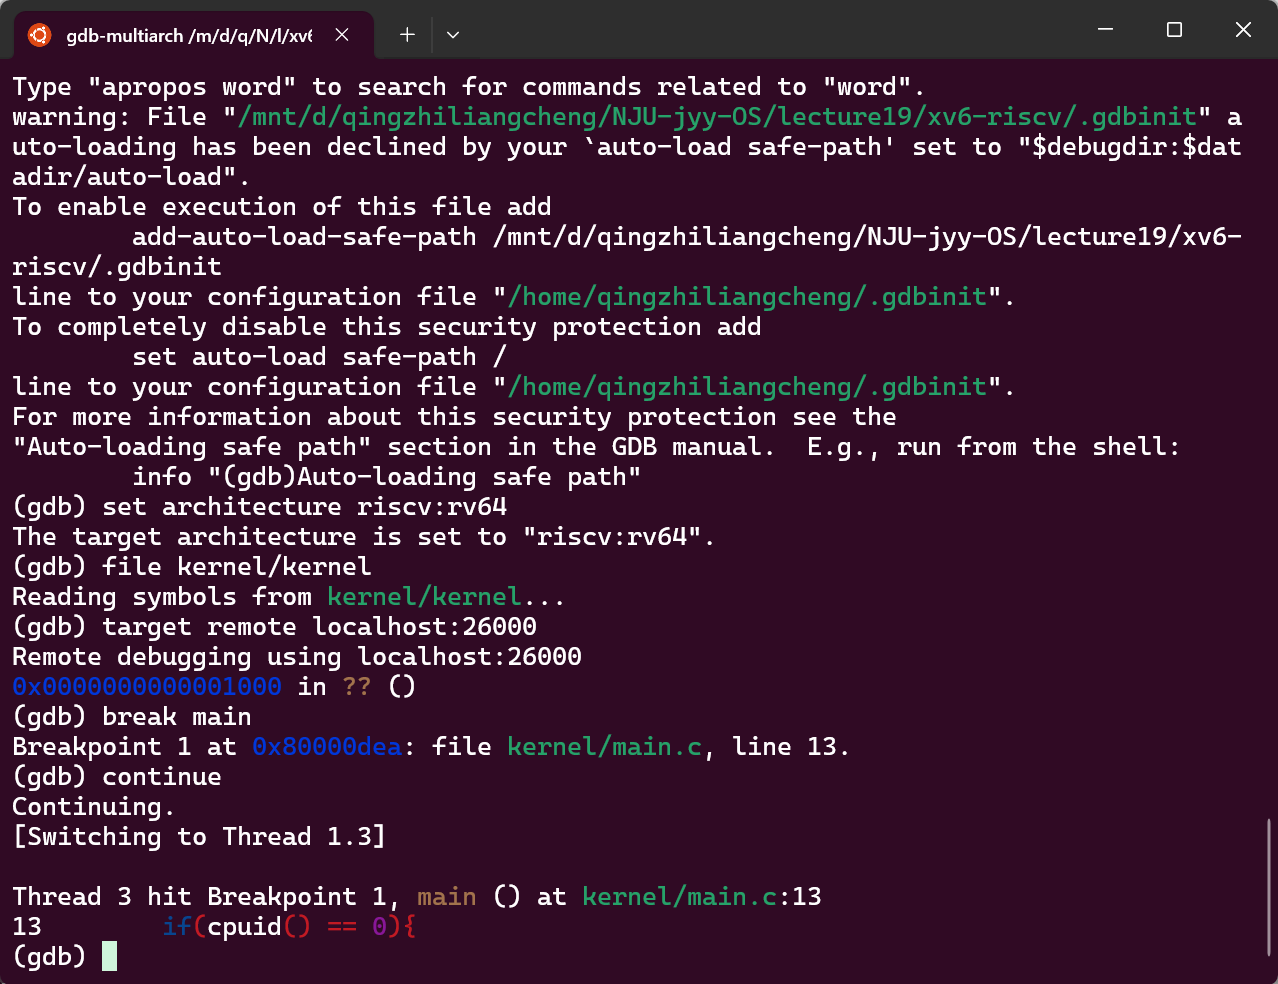 gdb-multiarch /m/d/q/N/l/xv6
Type "apropos word" to search for commands related to "word".
warning: File "/mnt/d/qingzhiliangcheng/NJU-jyy-OS/lecture19/xv6-riscv/.gdbinit" a
uto-loading has been declined by your `auto-load safe-path' set to "$debugdir:$dat
adir/auto-load".
To enable execution of this file add
        add-auto-load-safe-path /mnt/d/qingzhiliangcheng/NJU-jyy-OS/lecture19/xv6-
riscv/.gdbinit
line to your configuration file "/home/qingzhiliangcheng/.gdbinit".
To completely disable this security protection add
        set auto-load safe-path /
line to your configuration file "/home/qingzhiliangcheng/.gdbinit".
For more information about this security protection see the
"Auto-loading safe path" section in the GDB manual.  E.g., run from the shell:
        info "(gdb)Auto-loading safe path"
(gdb) set architecture riscv:rv64
The target architecture is set to "riscv:rv64".
(gdb) file kernel/kernel
Reading symbols from kernel/kernel...
(gdb) target remote localhost:26000
Remote debugging using localhost:26000
0x0000000000001000 in ?? ()
(gdb) break main
Breakpoint 1 at 0x80000dea: file kernel/main.c, line 13.
(gdb) continue
Continuing.
[Switching to Thread 1.3]
Thread 3 hit Breakpoint 1, main () at kernel/main.c:13
13        if(cpuid() == 0){
(gdb)